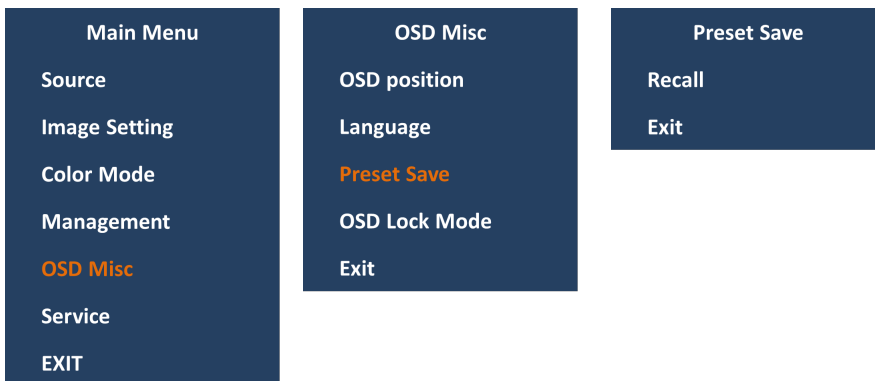 Main Menu
Source
Image Setting
Color Mode
Management
OSD Misc
Service
EXIT
OSD Misc
OSD position
Language
Preset Save
OSD Lock Mode
Exit
Preset Save
Recall
Exit